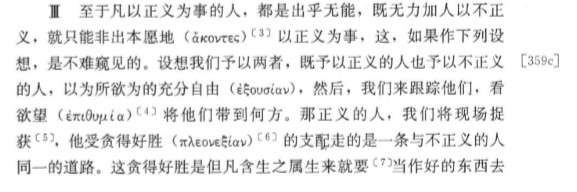 III 至于凡以正义为事的人，都是出乎无能，既无力加人以不正
义，就只能非出本愿地（ἄκοντες）〔3〕以正义为事，这，如果作下列设
想，是不难窥见的。设想我们予以两者，既予以正义的人也予以不正义 [359c]
的人，以为所欲为的充分自由（ἐξουσίαν），然后，我们来跟踪他们，看
欲望（ἐπιθυμία）〔4〕将他们带到何方。那正义的人，我们将现场捉
获〔5〕，他受贪得好胜（πλεονεξίαν）〔6〕的支配走的是一条与不正义的人
同一的道路。这贪得好胜是但凡含生之属生来就要〔7〕当作好的东西去